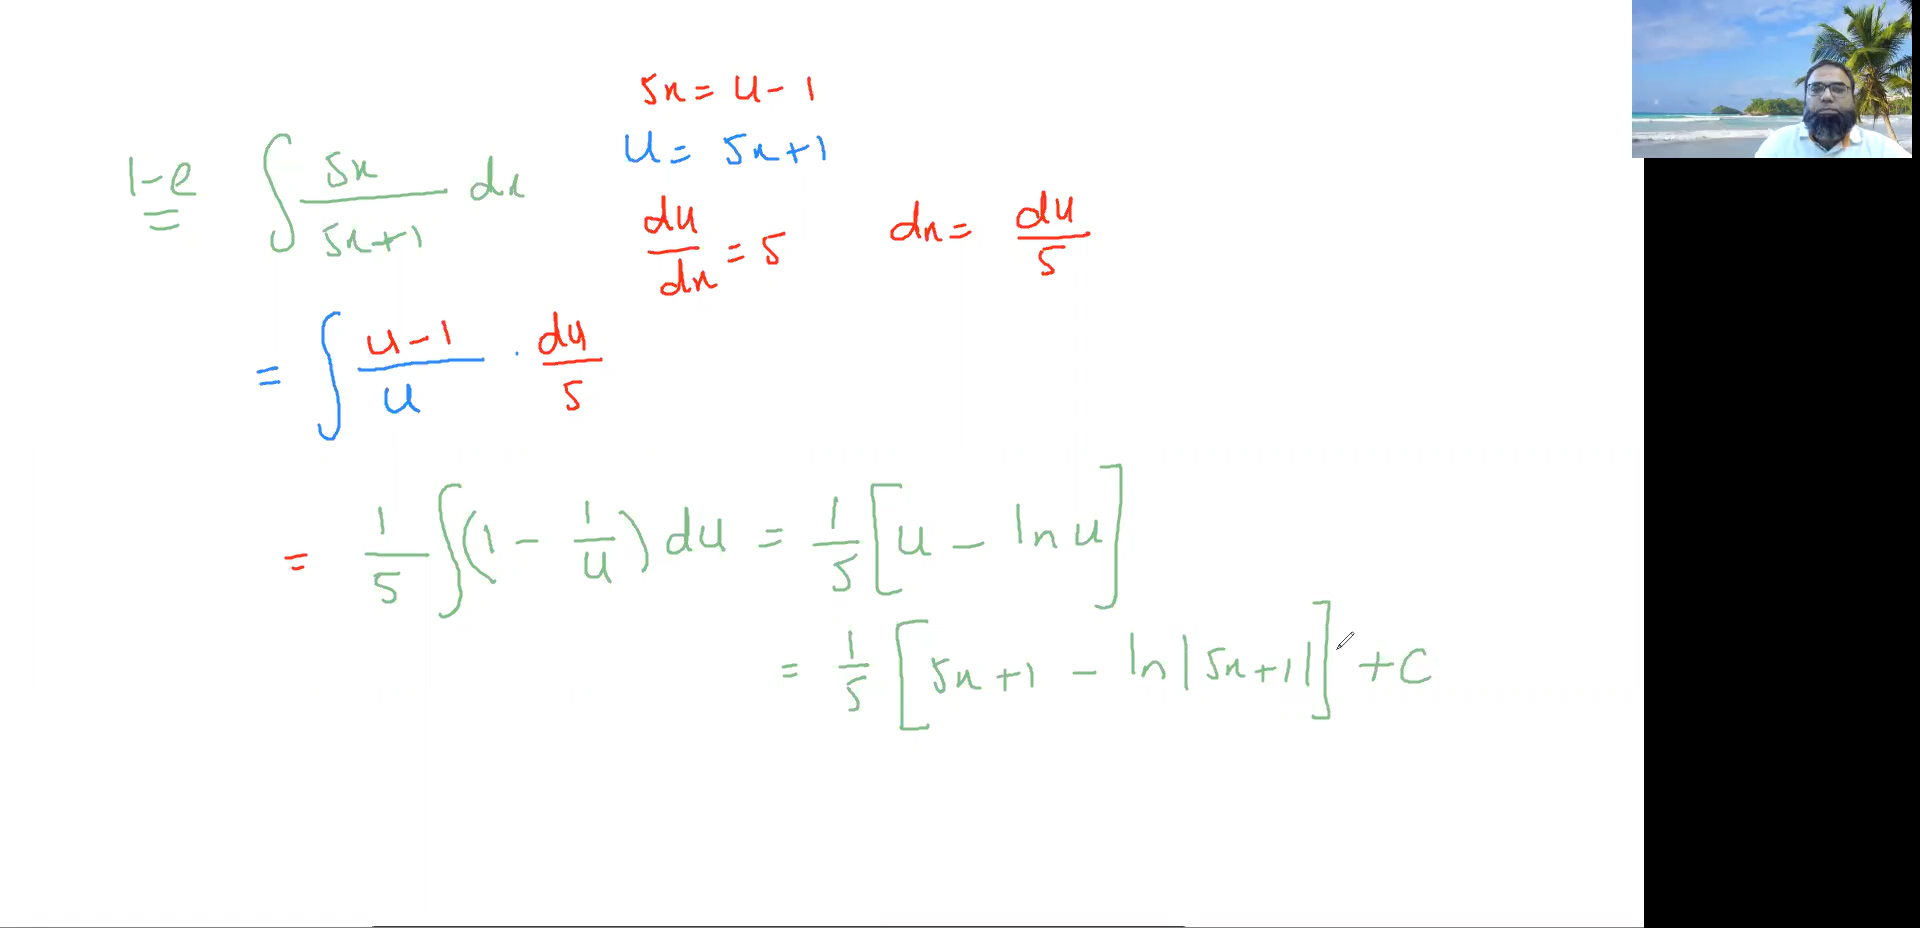 5x = u - 1
u = 5x+1
1-e ∫ 5x/(5x+1) dx
du/dx = 5 dx = du/5
= ∫ (u-1)/u · du/5
= 1/5 ∫ (1 - 1/u) du = 1/5 [u - ln u]
= 1/5 [5x+1 - ln|5x+1|] + C